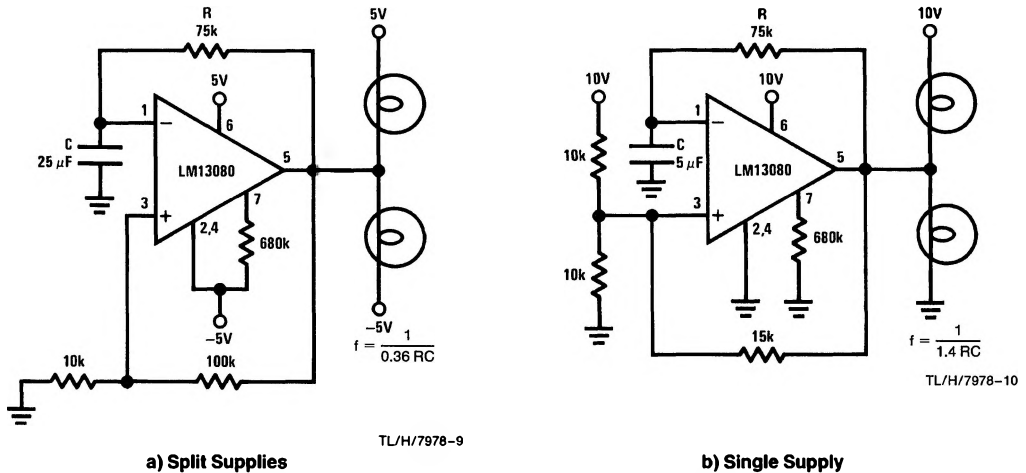 R
75k
5V
5V
1
−
6
C
25 μF
LM13080
5
3
+
7
2,4
680k
−5V
−5V
f = 1 / 0.36 RC
10k
100k
TL/H/7978–9
a) Split Supplies
R
75k
10V
10V
10V
1
−
6
10k
C
5 μF
LM13080
5
3
+
7
2,4
680k
10k
15k
f = 1 / 1.4 RC
TL/H/7978–10
b) Single Supply